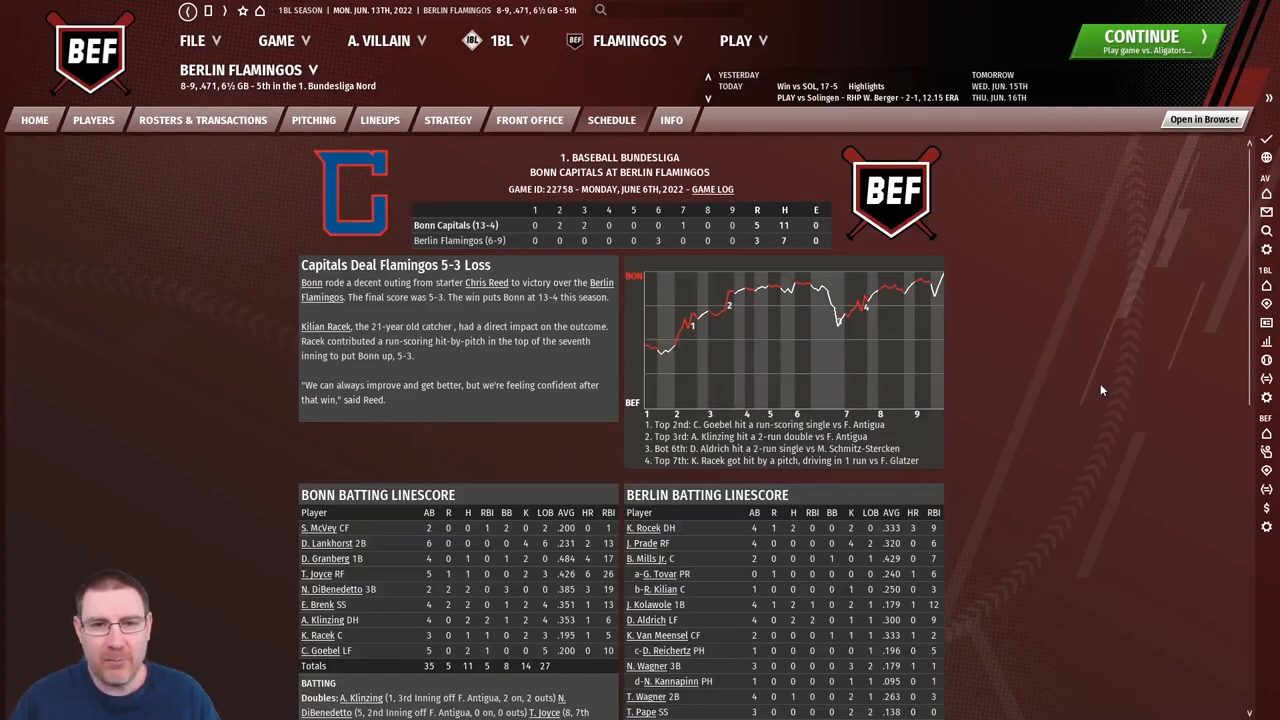 1BL SEASON | MON. JUN. 13TH, 2022 | BERLIN FLAMINGOS 8-9, .471, 6½ GB - 5th
BEF
FILE GAME A. VILLAIN IBL 1BL BEF FLAMINGOS PLAY
CONTINUE
Play game vs. Aligators...
BERLIN FLAMINGOS
8-9, .471, 6½ GB - 5th in the 1. Bundesliga Nord
YESTERDAY Win vs SOL, 17-5 Highlights
TODAY PLAY vs Solingen - RHP W. Berger - 2-1, 12.15 ERA
TOMORROW
WED. JUN. 15TH
THU. JUN. 16TH
HOME PLAYERS ROSTERS & TRANSACTIONS PITCHING LINEUPS STRATEGY FRONT OFFICE SCHEDULE INFO
Open in Browser
C
1. BASEBALL BUNDESLIGA
BONN CAPITALS AT BERLIN FLAMINGOS
GAME ID: 22758 - MONDAY, JUNE 6TH, 2022 - GAME LOG
BEF
1 2 3 4 5 6 7 8 9 R H E
Bonn Capitals (13-4) 0 2 2 0 0 0 1 0 0 5 11 0
Berlin Flamingos (6-9) 0 0 0 0 0 3 0 0 0 3 7 0
Capitals Deal Flamingos 5-3 Loss
Bonn rode a decent outing from starter Chris Reed to victory over the Berlin
Flamingos. The final score was 5-3. The win puts Bonn at 13-4 this season.
Kilian Racek, the 21-year old catcher , had a direct impact on the outcome.
Racek contributed a run-scoring hit-by-pitch in the top of the seventh
inning to put Bonn up, 5-3.
"We can always improve and get better, but we're feeling confident after
that win," said Reed.
BON
1 2 3 4
BEF
1 2 3 4 5 6 7 8 9
1. Top 2nd: C. Goebel hit a run-scoring single vs F. Antigua
2. Top 3rd: A. Klinzing hit a 2-run double vs F. Antigua
3. Bot 6th: D. Aldrich hit a 2-run single vs M. Schmitz-Stercken
4. Top 7th: K. Racek got hit by a pitch, driving in 1 run vs F. Glatzer
BONN BATTING LINESCORE
Player AB R H RBI BB K LOB AVG HR RBI
S. McVey CF 2 0 0 1 2 0 2 .200 0 1
D. Lankhorst 2B 6 0 0 0 0 4 6 .231 2 13
D. Granberg 1B 4 0 1 0 1 2 0 .484 4 17
T. Joyce RF 5 1 1 0 0 2 3 .426 6 26
N. DiBenedetto 3B 2 2 2 0 3 0 0 .385 3 19
E. Brenk SS 4 2 2 0 1 2 4 .351 1 13
A. Klinzing DH 4 0 2 2 1 2 4 .353 1 6
K. Racek C 3 0 1 1 0 2 3 .195 1 5
C. Goebel LF 5 0 2 1 0 0 5 .200 0 10
Totals 35 5 11 5 8 14 27
BATTING
Doubles: A. Klinzing (1, 3rd Inning off F. Antigua, 2 on, 2 outs) N.
DiBenedetto (5, 2nd Inning off F. Antigua, 0 on, 0 outs) T. Joyce (8, 7th
BERLIN BATTING LINESCORE
Player AB R H RBI BB K LOB AVG HR RBI
K. Rocek DH 4 1 2 0 0 2 0 .333 3 9
J. Prade RF 4 0 0 0 0 4 2 .320 0 6
B. Mills Jr. C 2 0 0 0 1 0 1 .429 0 7
a-G. Tovar PR 0 1 0 0 0 0 0 .240 1 6
b-R. Kilian C 1 0 0 0 0 1 0 .250 0 3
J. Kolawole 1B 4 1 2 1 0 2 1 .179 1 12
D. Aldrich LF 4 0 2 2 0 0 1 .300 0 9
K. Van Meensel CF 2 0 0 0 1 1 1 .333 1 2
c-D. Reichertz PH 1 0 0 0 0 1 0 .196 0 5
N. Wagner 3B 3 0 0 0 0 3 2 .179 1 1
d-N. Kannapinn PH 1 0 0 0 0 1 0 .095 0 1
T. Wagner 2B 4 0 1 0 0 2 1 .263 0 3
T. Pape SS 3 0 0 0 0 2 2 .138 0 0
AV
1BL
BEF